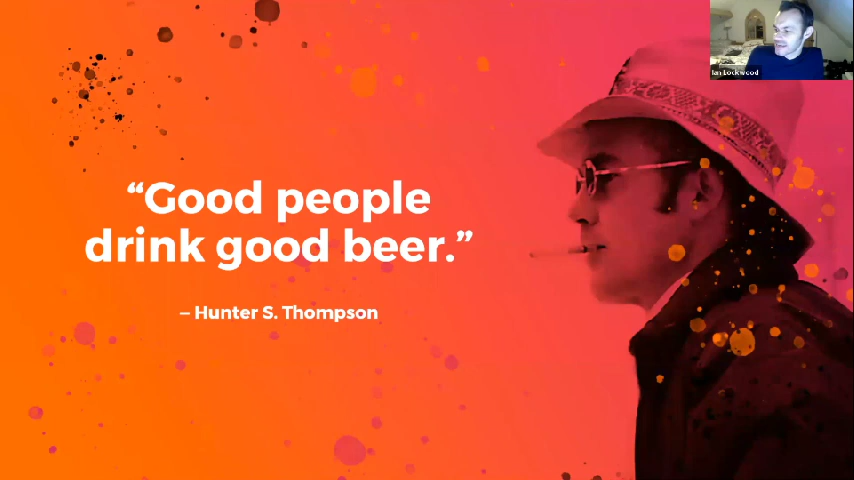 “Good people
drink good beer.”
– Hunter S. Thompson
Ian Lockwood